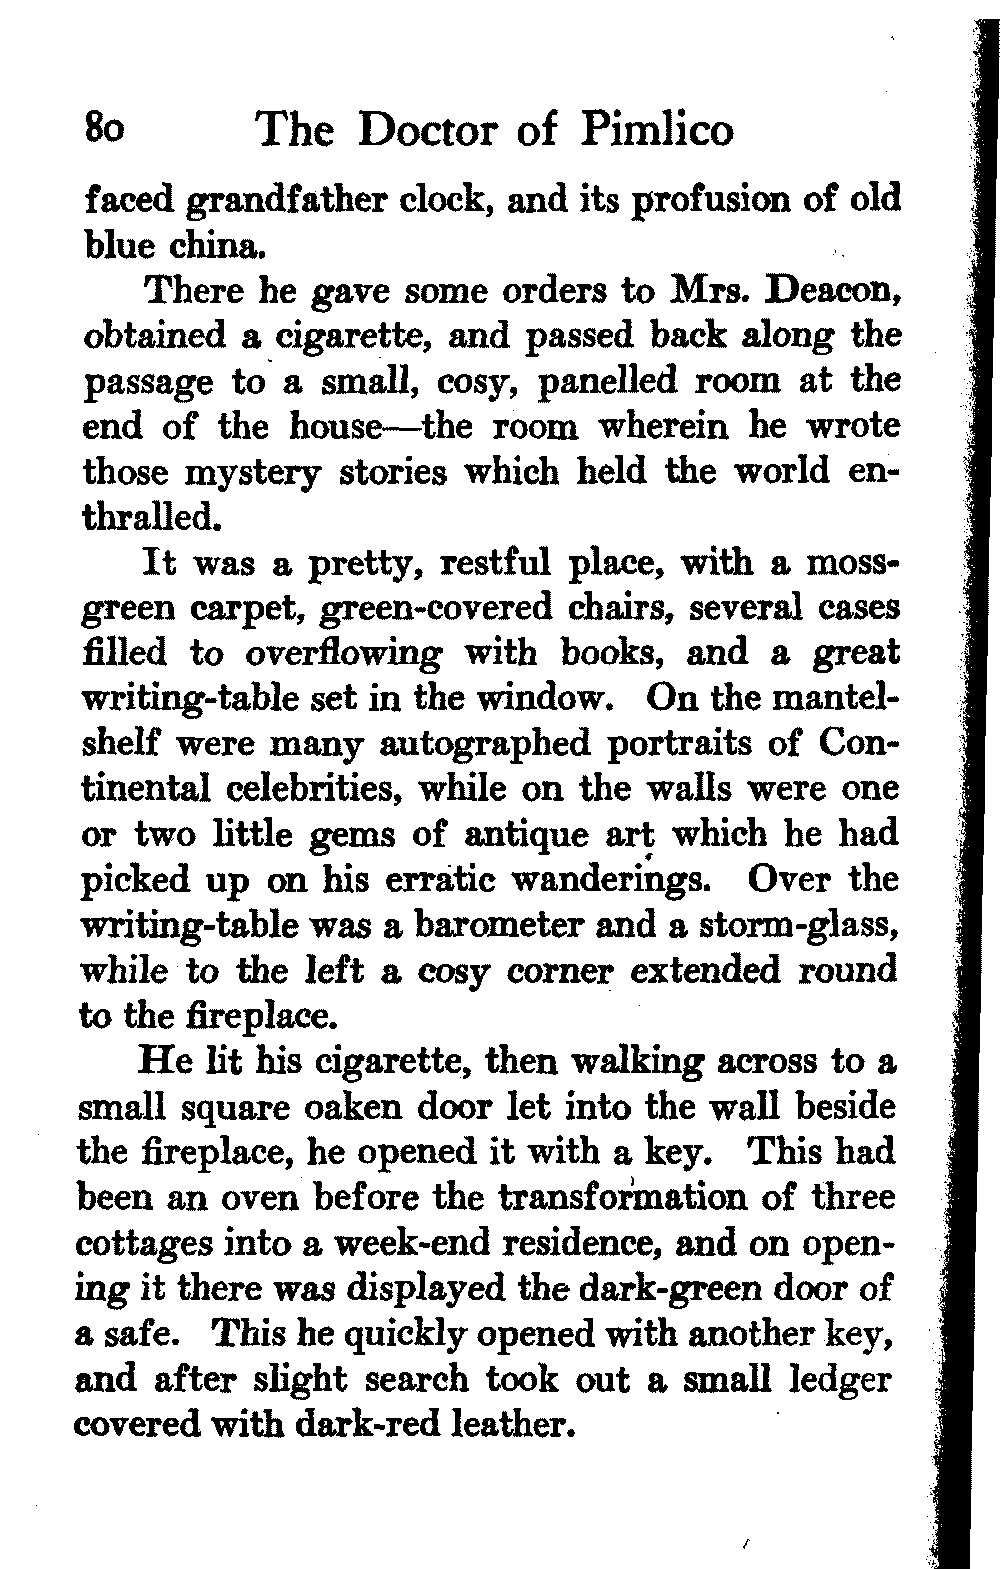 80 The Doctor of Pimlico
faced grandfather clock, and its profusion of old
blue china.
There he gave some orders to Mrs. Deacon,
obtained a cigarette, and passed back along the
passage to a small, cosy, panelled room at the
end of the house—the room wherein he wrote
those mystery stories which held the world en-
thralled.
It was a pretty, restful place, with a moss-
green carpet, green-covered chairs, several cases
filled to overflowing with books, and a great
writing-table set in the window. On the mantel-
shelf were many autographed portraits of Con-
tinental celebrities, while on the walls were one
or two little gems of antique art which he had
picked up on his erratic wanderings. Over the
writing-table was a barometer and a storm-glass,
while to the left a cosy corner extended round
to the fireplace.
He lit his cigarette, then walking across to a
small square oaken door let into the wall beside
the fireplace, he opened it with a key. This had
been an oven before the transformation of three
cottages into a week-end residence, and on open-
ing it there was displayed the dark-green door of
a safe. This he quickly opened with another key,
and after slight search took out a small ledger
covered with dark-red leather.